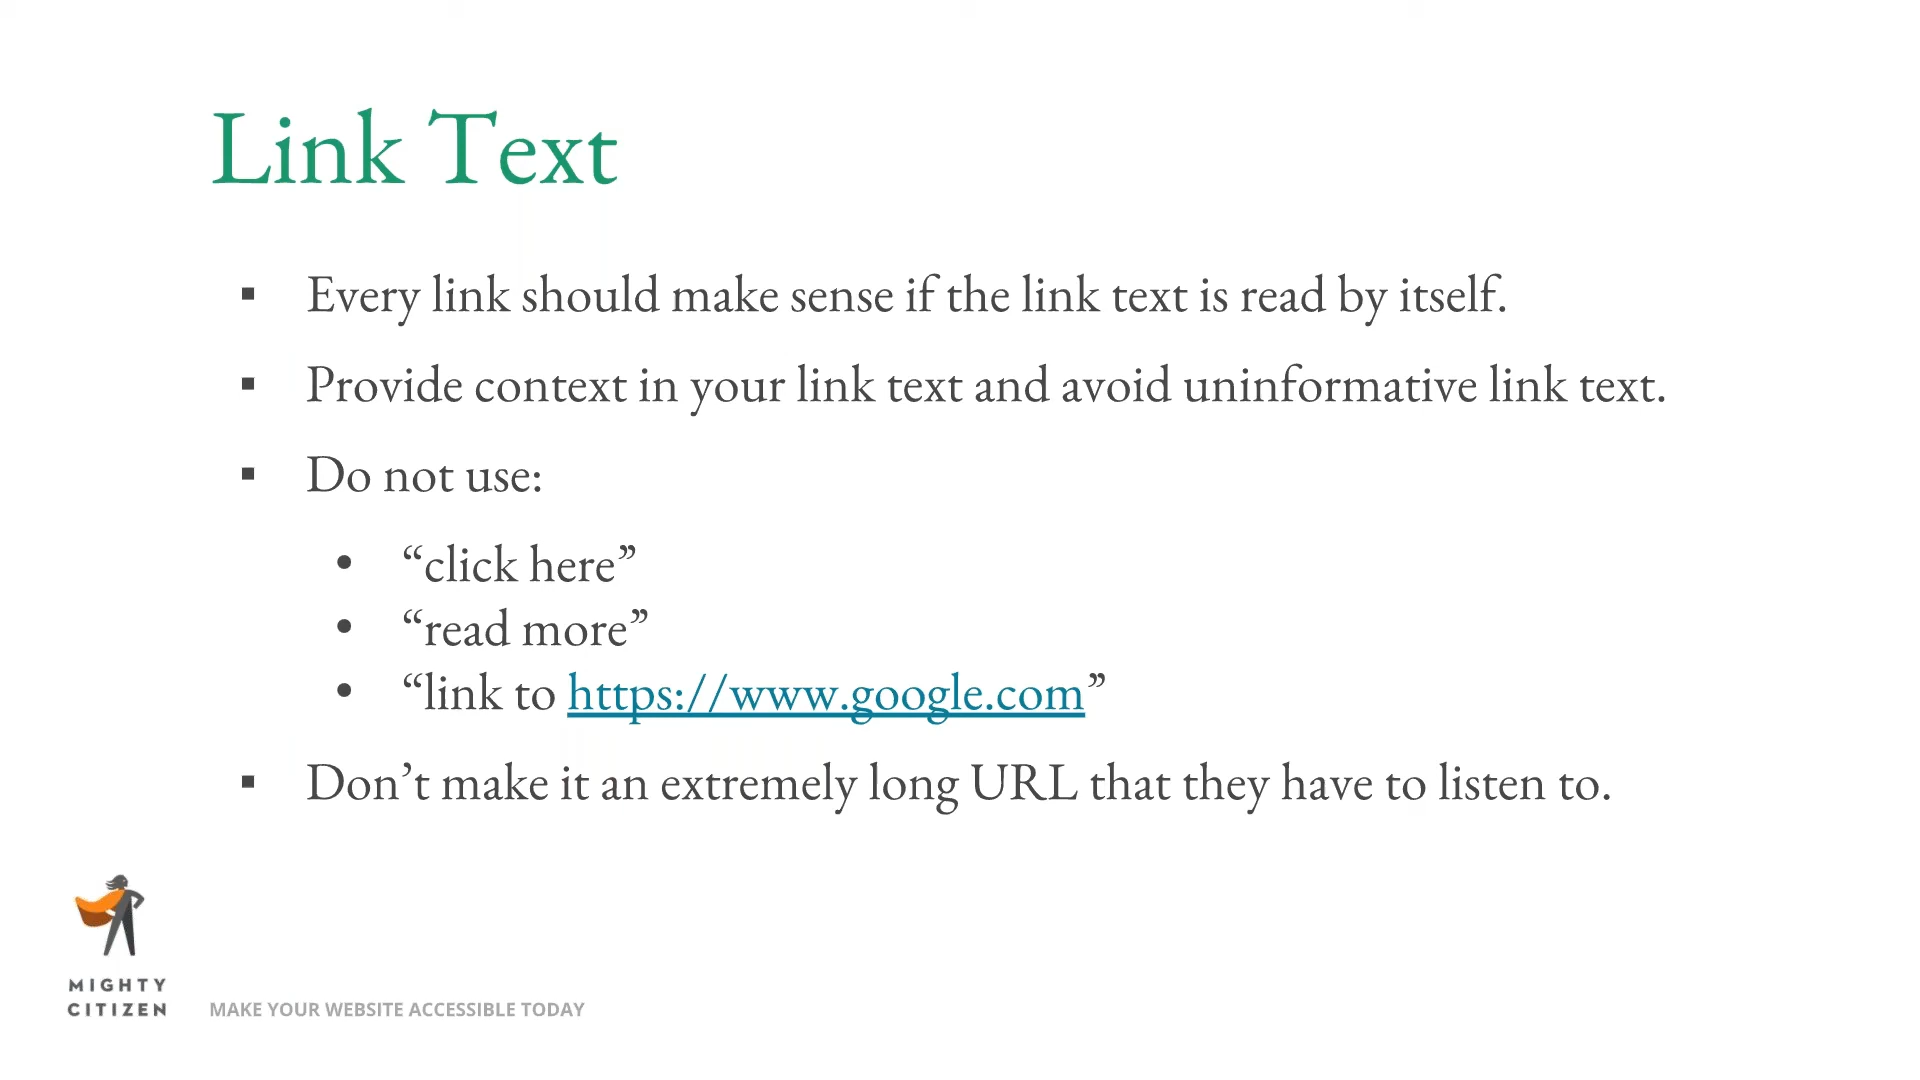 Link Text
▪ Every link should make sense if the link text is read by itself.
▪ Provide context in your link text and avoid uninformative link text.
▪ Do not use:
• “click here”
• “read more”
• “link to https://www.google.com”
▪ Don’t make it an extremely long URL that they have to listen to.
MIGHTY
CITIZEN
MAKE YOUR WEBSITE ACCESSIBLE TODAY